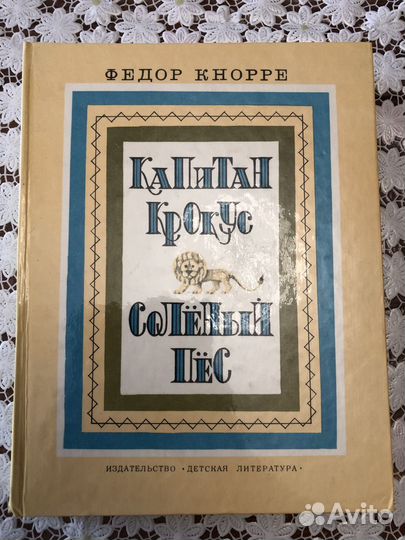 ФЕДОР КНОРРЕ
КАПИТАН
КРОКУС
СОЛЁНЫЙ
ПЁС
ИЗДАТЕЛЬСТВО · ДЕТСКАЯ ЛИТЕРАТУРА ·
Avito